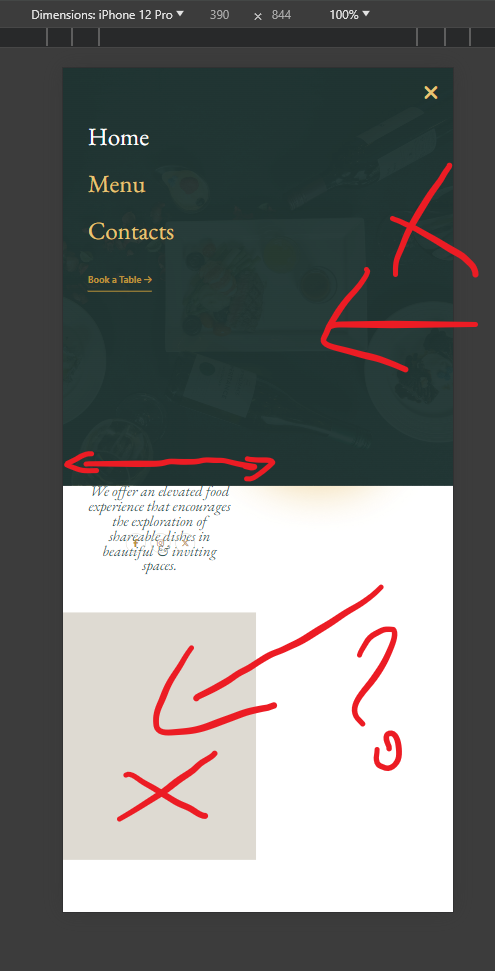 Dimensions: iPhone 12 Pro 390 × 844 100%
Home
Menu
Contacts
Book a Table →
We offer an elevated food
experience that encourages
the exploration of
shareable dishes in
beautiful & inviting
spaces.
?